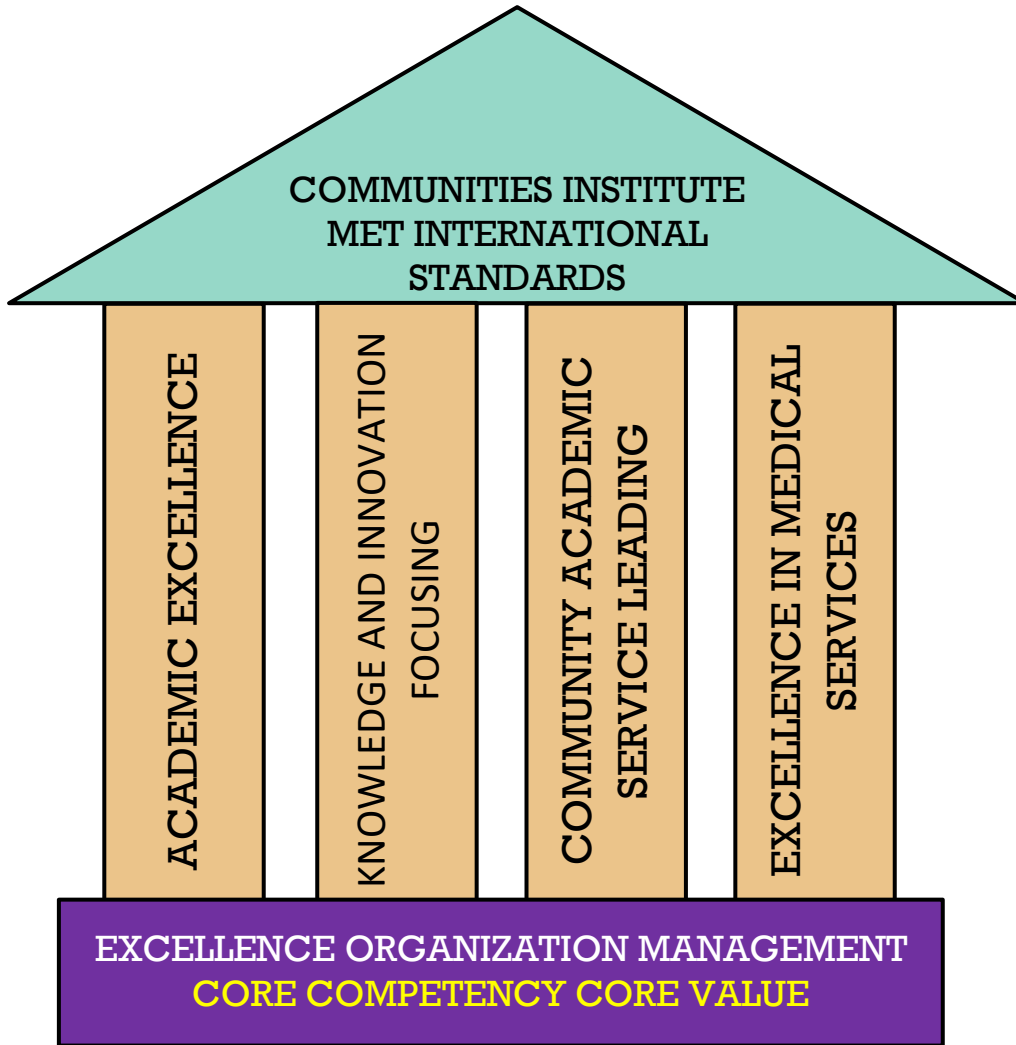 COMMUNITIES INSTITUTE
MET INTERNATIONAL
STANDARDS
ACADEMIC EXCELLENCE
KNOWLEDGE AND INNOVATION
FOCUSING
COMMUNITY ACADEMIC
SERVICE LEADING
EXCELLENCE IN MEDICAL
SERVICES
EXCELLENCE ORGANIZATION MANAGEMENT
CORE COMPETENCY CORE VALUE